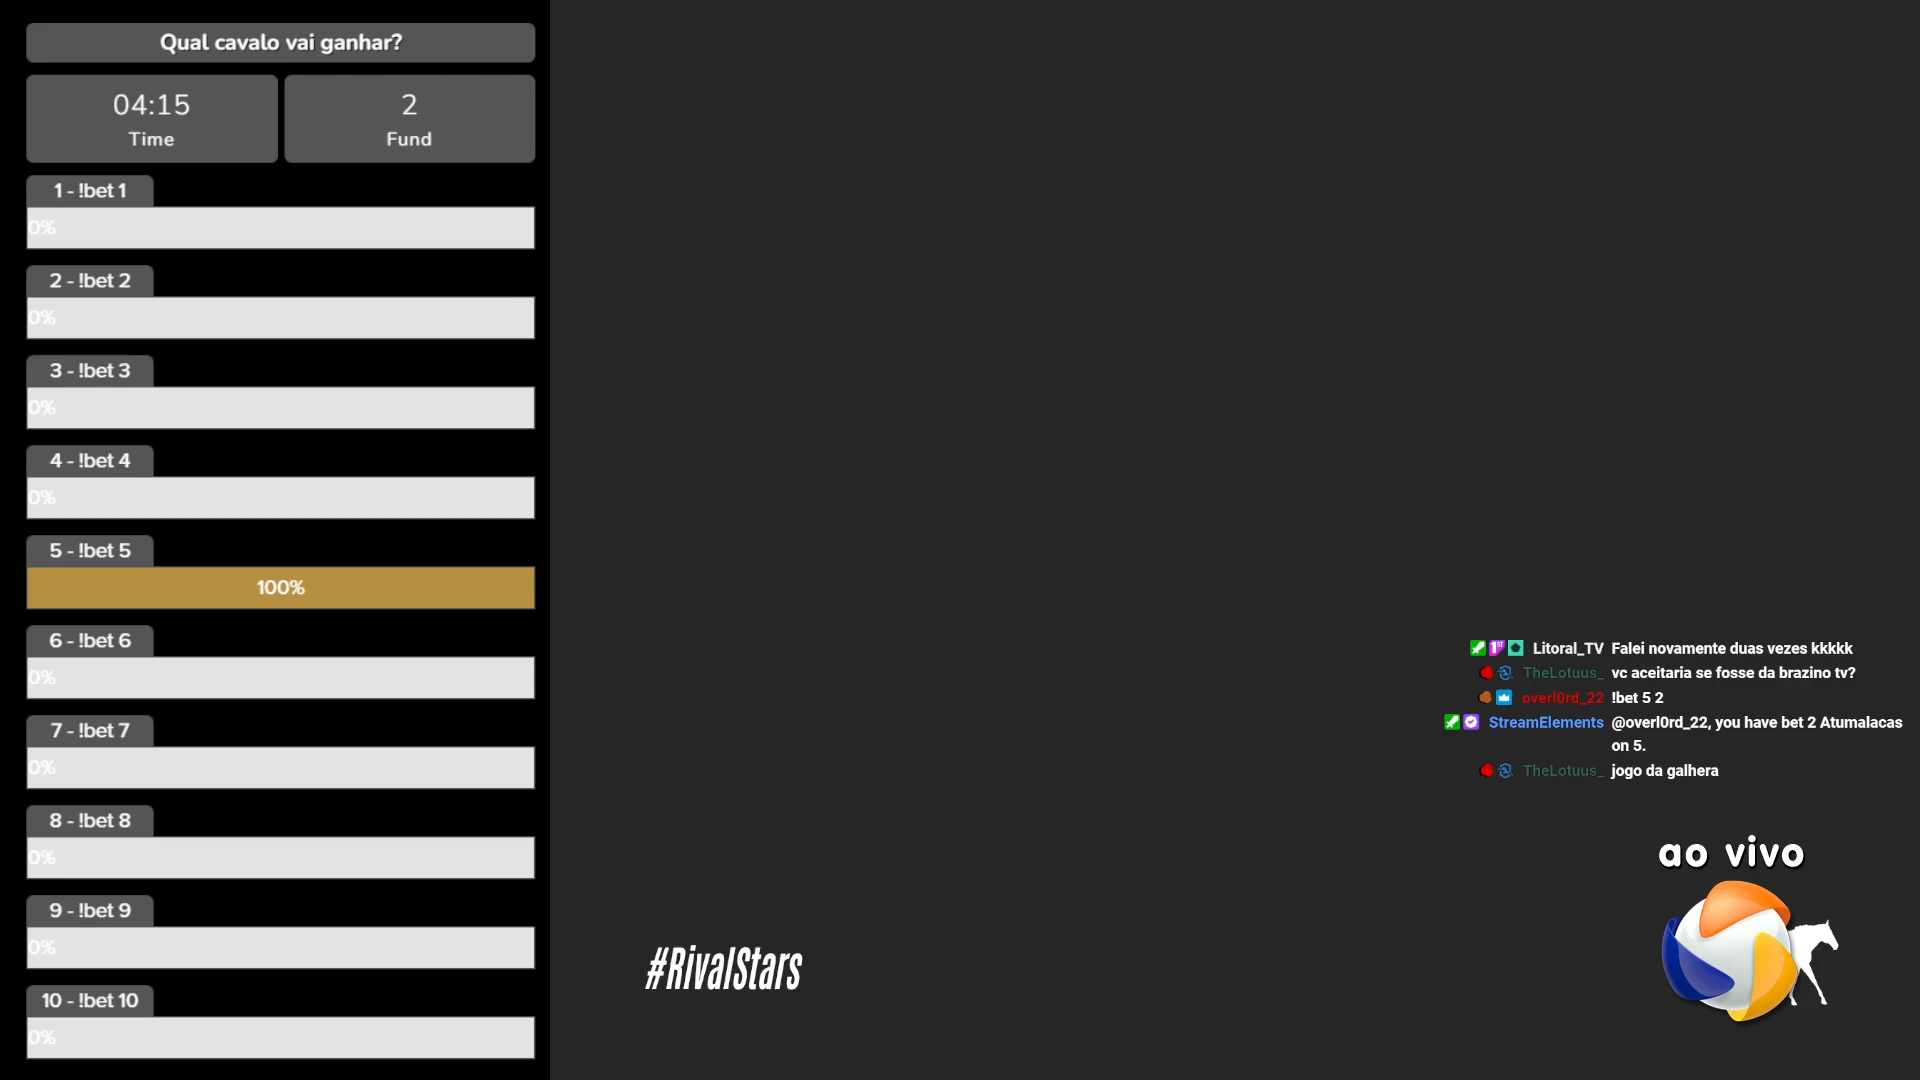 Qual cavalo vai ganhar?
04:15
Time
2
Fund
1 - !bet 1
0%
2 - !bet 2
0%
3 - !bet 3
0%
4 - !bet 4
0%
5 - !bet 5
100%
6 - !bet 6
0%
7 - !bet 7
0%
8 - !bet 8
0%
9 - !bet 9
0%
10 - !bet 10
0%
Litoral_TV Falei novamente duas vezes kkkkk
TheLotuus_ vc aceitaria se fosse da brazino tv?
overl0rd_22 !bet 5 2
StreamElements @overl0rd_22, you have bet 2 Atumalacas
on 5.
TheLotuus_ jogo da galhera
ao vivo
#RivalStars